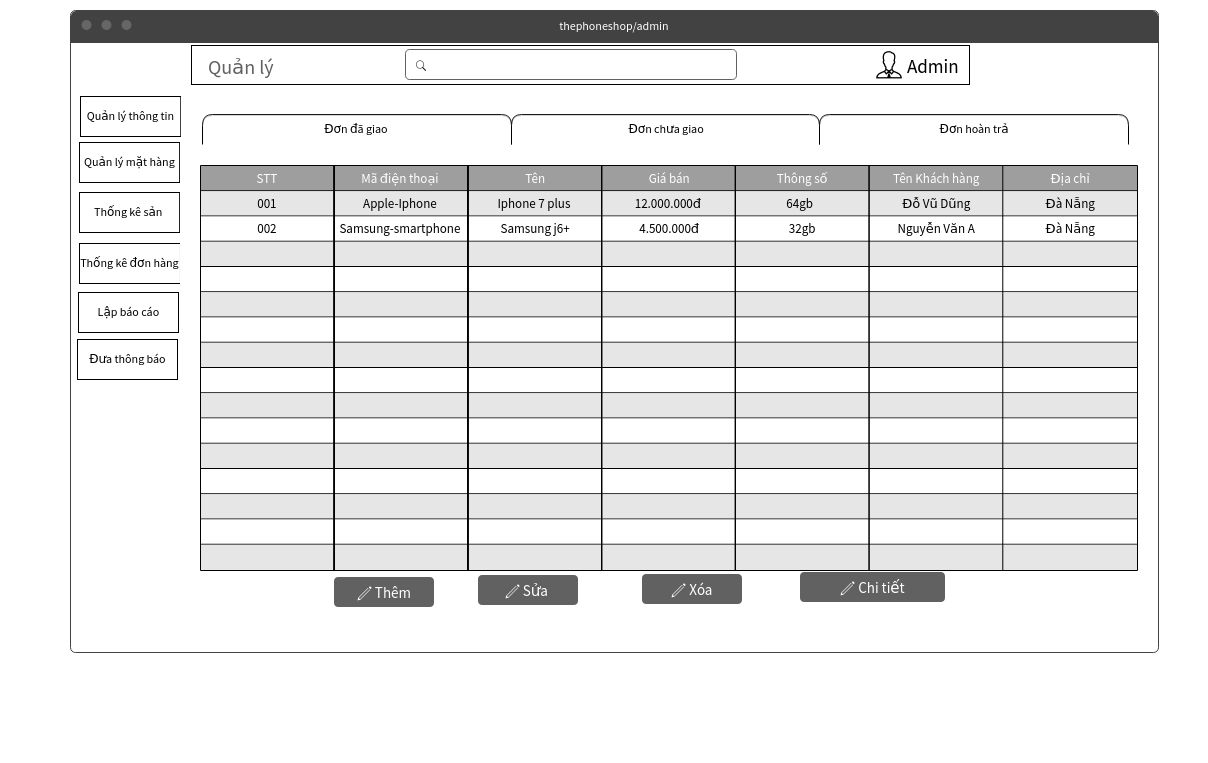 thephoneshop/admin
Quản lý
Admin
Quản lý thông tin
Quản lý mặt hàng
Thống kê sản
Thống kê đơn hàng
Lập báo cáo
Đưa thông báo
Đơn đã giao Đơn chưa giao Đơn hoàn trả
STT Mã điện thoại Tên Giá bán Thông số Tên Khách hàng Địa chỉ
001 Apple-Iphone Iphone 7 plus 12.000.000đ 64gb Đỗ Vũ Dũng Đà Nẵng
002 Samsung-smartphone Samsung j6+ 4.500.000đ 32gb Nguyễn Văn A Đà Nẵng
Thêm Sửa Xóa Chi tiết